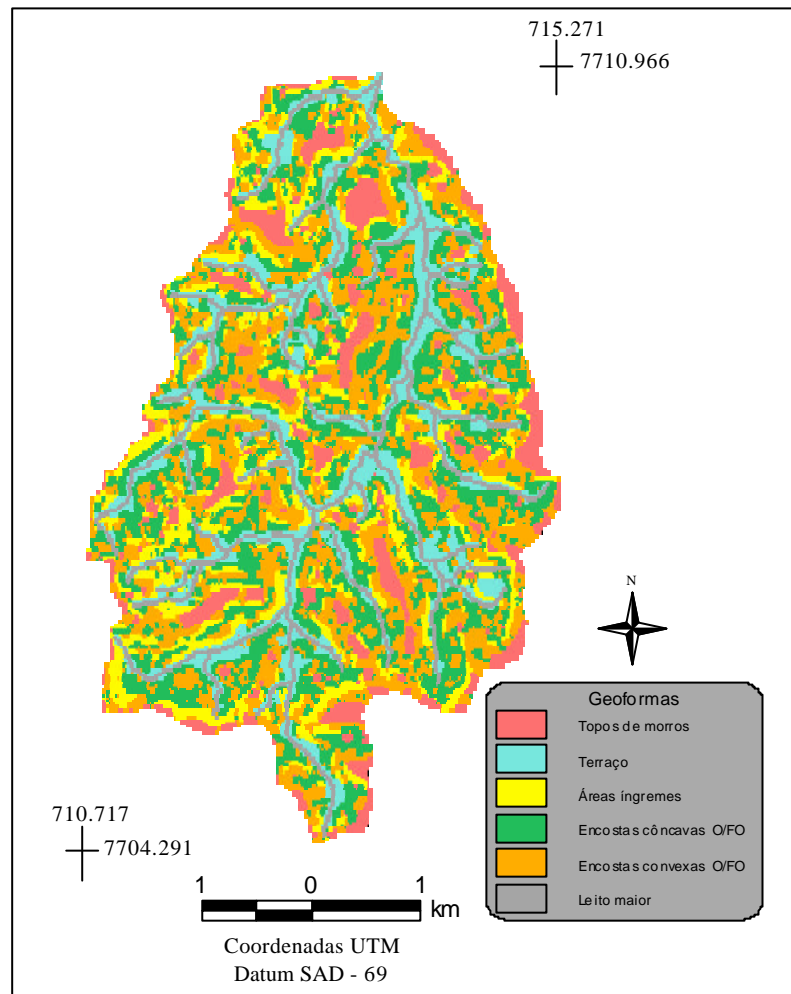 715.271
7710.966
N
Geoformas
Topos de morros
Terraço
Áreas íngremes
Encostas côncavas O/FO
Encostas convexas O/FO
Leito maior
710.717
7704.291
1 0 1
km
Coordenadas UTM
Datum SAD - 69